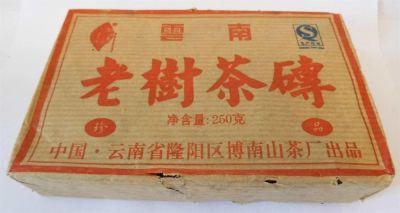 雲南
老樹茶磚
珍 净含量:250克 品
中国·云南省隆阳区博南山茶厂出品